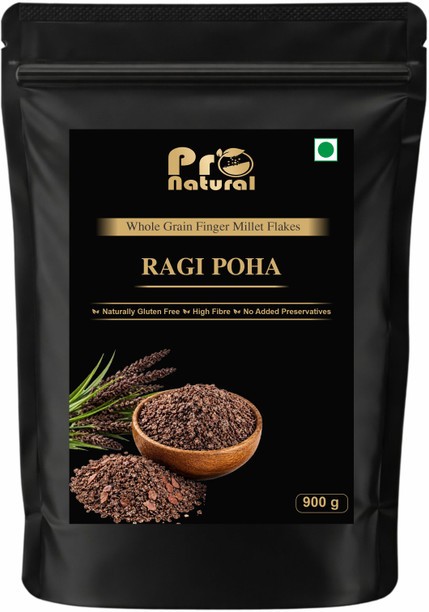 Pro
Natural
Whole Grain Finger Millet Flakes
RAGI POHA
Naturally Gluten Free High Fibre No Added Preservatives
900 g